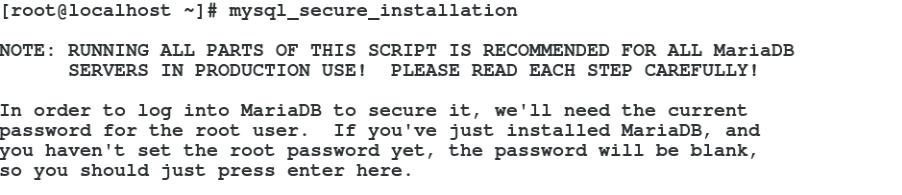 [root@localhost ~]# mysql_secure_installation
NOTE: RUNNING ALL PARTS OF THIS SCRIPT IS RECOMMENDED FOR ALL MariaDB
SERVERS IN PRODUCTION USE!  PLEASE READ EACH STEP CAREFULLY!
In order to log into MariaDB to secure it, we'll need the current
password for the root user.  If you've just installed MariaDB, and
you haven't set the root password yet, the password will be blank,
so you should just press enter here.